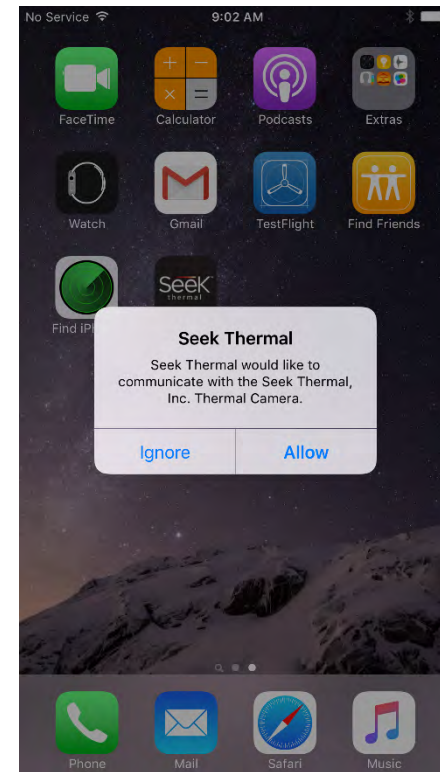 No Service 9:02 AM
FaceTime Calculator Podcasts Extras
Watch Gmail TestFlight Find Friends
SeeK
thermal
Find iP
Seek Thermal
Seek Thermal would like to
communicate with the Seek Thermal,
Inc. Thermal Camera.
Ignore Allow
Phone Mail Safari Music